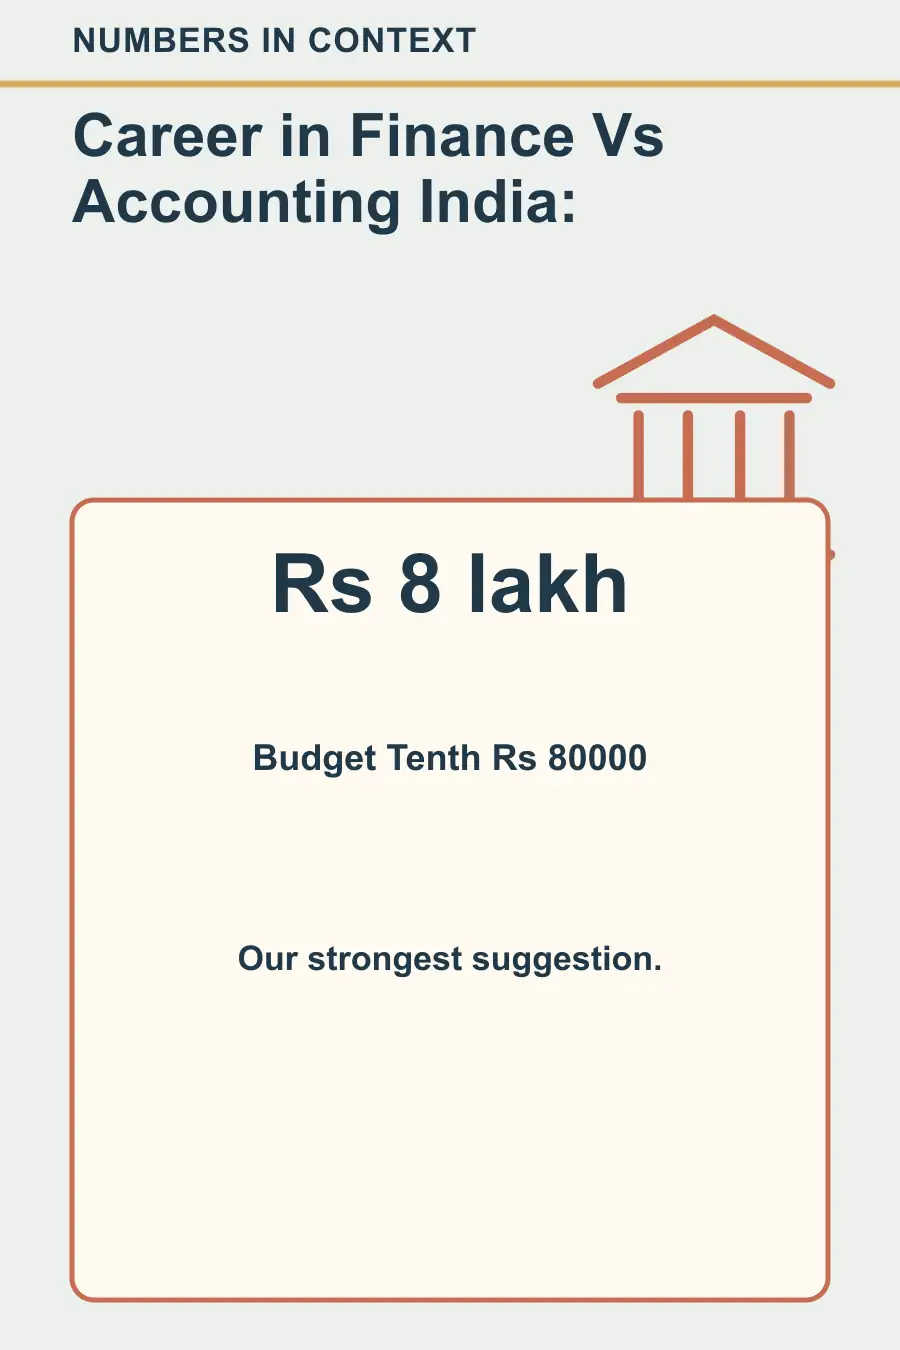 NUMBERS IN CONTEXT
Career in Finance Vs
Accounting India:
Rs 8 lakh
Budget Tenth Rs 80000
Our strongest suggestion.